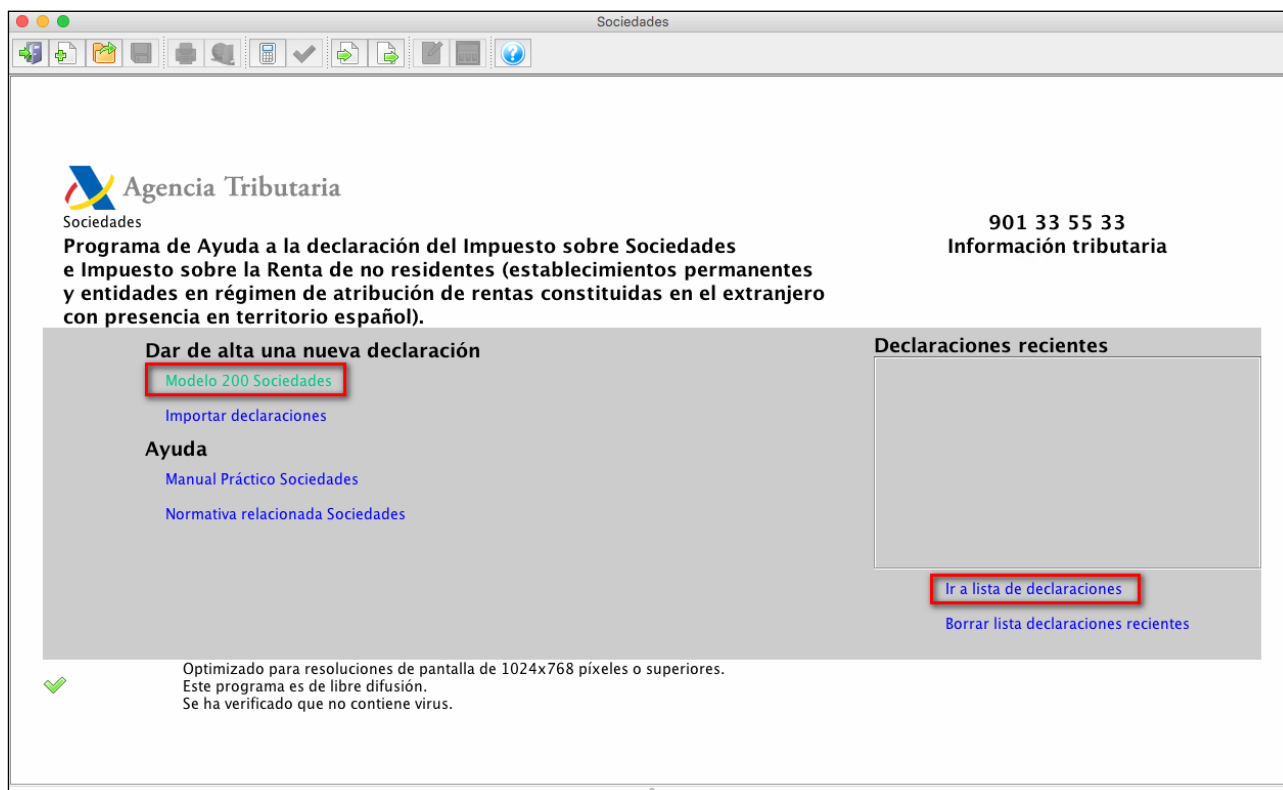 Sociedades
Agencia Tributaria
Sociedades
Programa de Ayuda a la declaración del Impuesto sobre Sociedades
e Impuesto sobre la Renta de no residentes (establecimientos permanentes
y entidades en régimen de atribución de rentas constituidas en el extranjero
con presencia en territorio español).
901 33 55 33
Información tributaria
Dar de alta una nueva declaración
Modelo 200 Sociedades
Importar declaraciones
Ayuda
Manual Práctico Sociedades
Normativa relacionada Sociedades
Declaraciones recientes
Ir a lista de declaraciones
Borrar lista declaraciones recientes
Optimizado para resoluciones de pantalla de 1024x768 píxeles o superiores.
Este programa es de libre difusión.
Se ha verificado que no contiene virus.